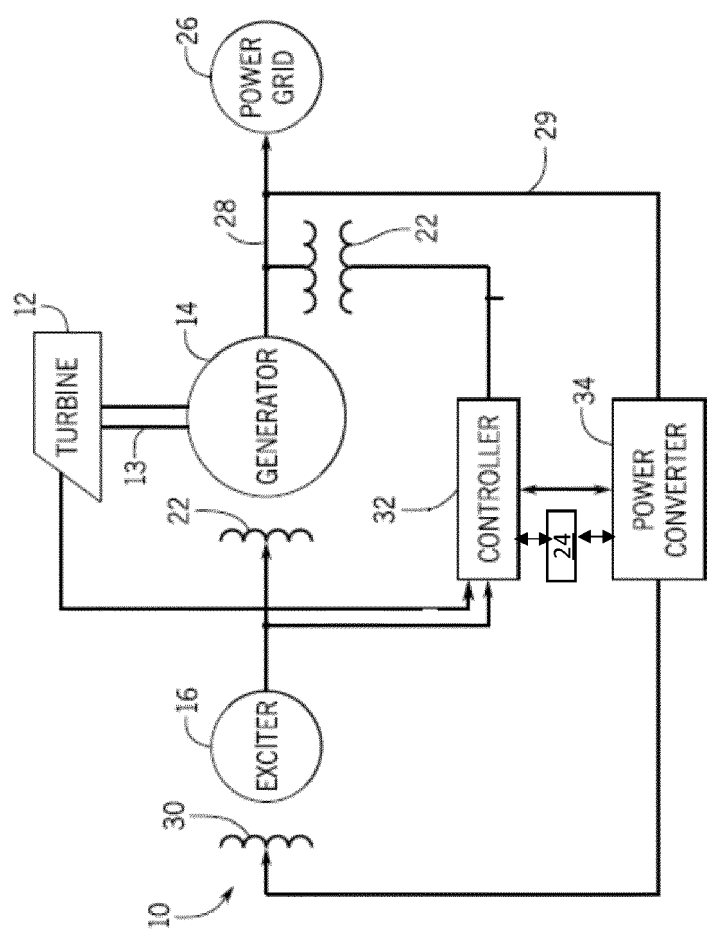 10
30
EXCITER
16
22
TURBINE
12
13
GENERATOR
14
28
22
POWER
GRID
26
29
CONTROLLER
32
24
POWER
CONVERTER
34